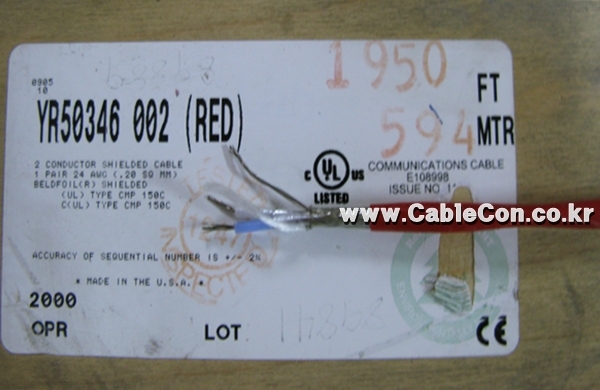 0905
10
1950
FT
YR50346 002 (RED)
594
MTR
2 CONDUCTOR SHIELDED CABLE
1 PAIR 24 AWG (.20 SQ MM)
BELDFOIL(R) SHIELDED
(UL) TYPE CMP 150C
C(UL) TYPE CMP 150C
C UL US
LISTED
COMMUNICATIONS CABLE
E108998
ISSUE NO.
www.CableCon.co.kr
ACCURACY OF SEQUENTIAL NUMBER IS +/- 2%
* MADE IN THE U.S.A. *
2000
OPR
LOT
CE